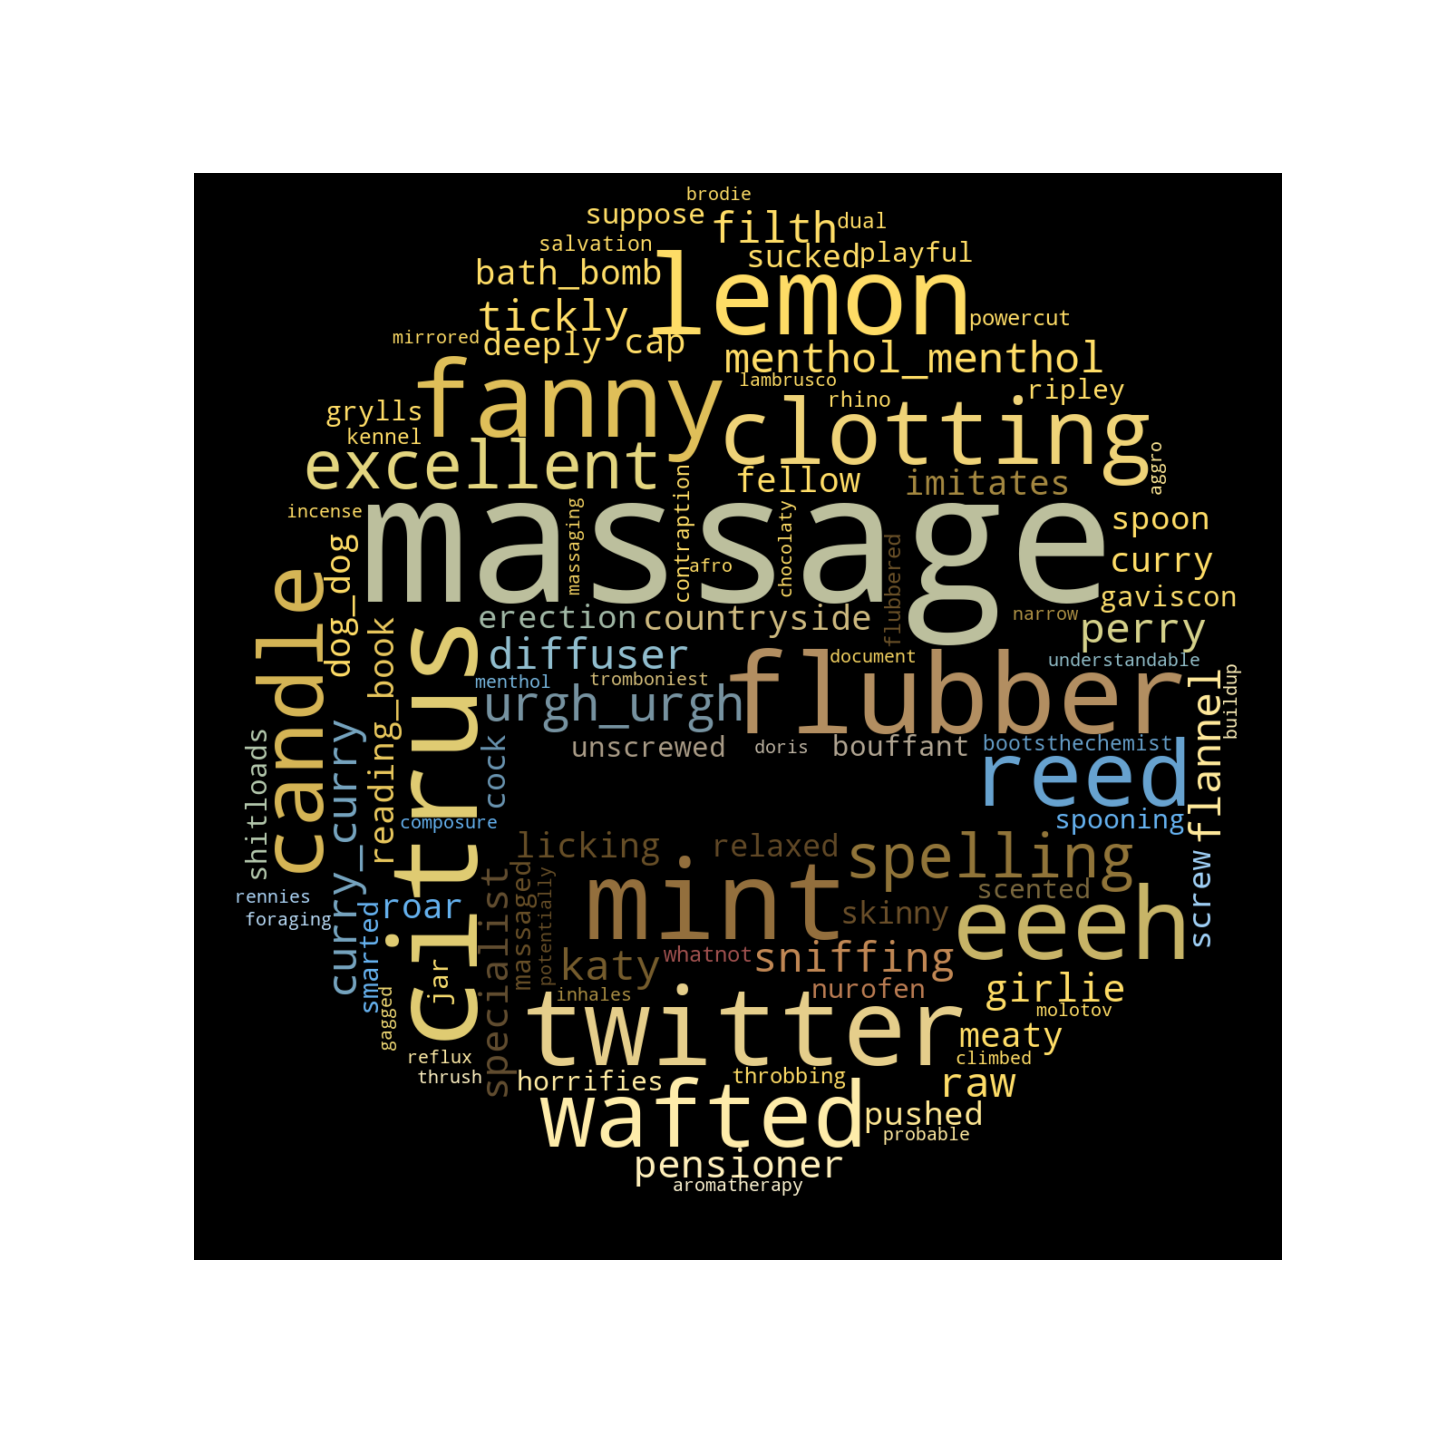 brodie
suppose
filth
dual
salvation
sucked
playful
bath_bomb
lemon
tickly
powercut
mirrored
deeply
cap
menthol_menthol
fanny
lambrusco
ripley
grylls
rhino
clotting
kennel
excellent
aggro
fellow
imitates
incense
massage
massaging
contraption
chocolaty
spoon
dog_dog
afro
flubbered
curry
candle
gaviscon
erection
countryside
narrow
perry
citrus
reading_book
diffuser
document
understandable
menthol
tromboniest
flubber
urgh_urgh
flannel
buildup
unscrewed
doris
bouffant
bootsthechemist
shitloads
curry_curry
cock
reed
composure
spooning
licking
relaxed
spelling
mint
scented
screw
rennies
foraging
smarted
roar
specialist
massaged
potentially
skinny
eeeh
katy
whatnot
sniffing
jar
inhales
nurofen
girlie
gagged
twitter
molotov
meaty
reflux
climbed
thrush
horrifies
throbbing
raw
wafted
pushed
probable
pensioner
aromatherapy